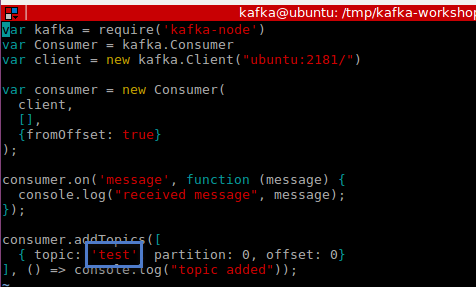 kafka@ubuntu: /tmp/kafka-workshop
var kafka = require('kafka-node')
var Consumer = kafka.Consumer
var client = new kafka.Client("ubuntu:2181/")
var consumer = new Consumer(
  client,
  [],
  {fromOffset: true}
);
consumer.on('message', function (message) {
  console.log("received message", message);
});
consumer.addTopics([
  { topic: 'test' partition: 0, offset: 0}
], () => console.log("topic added"));
~